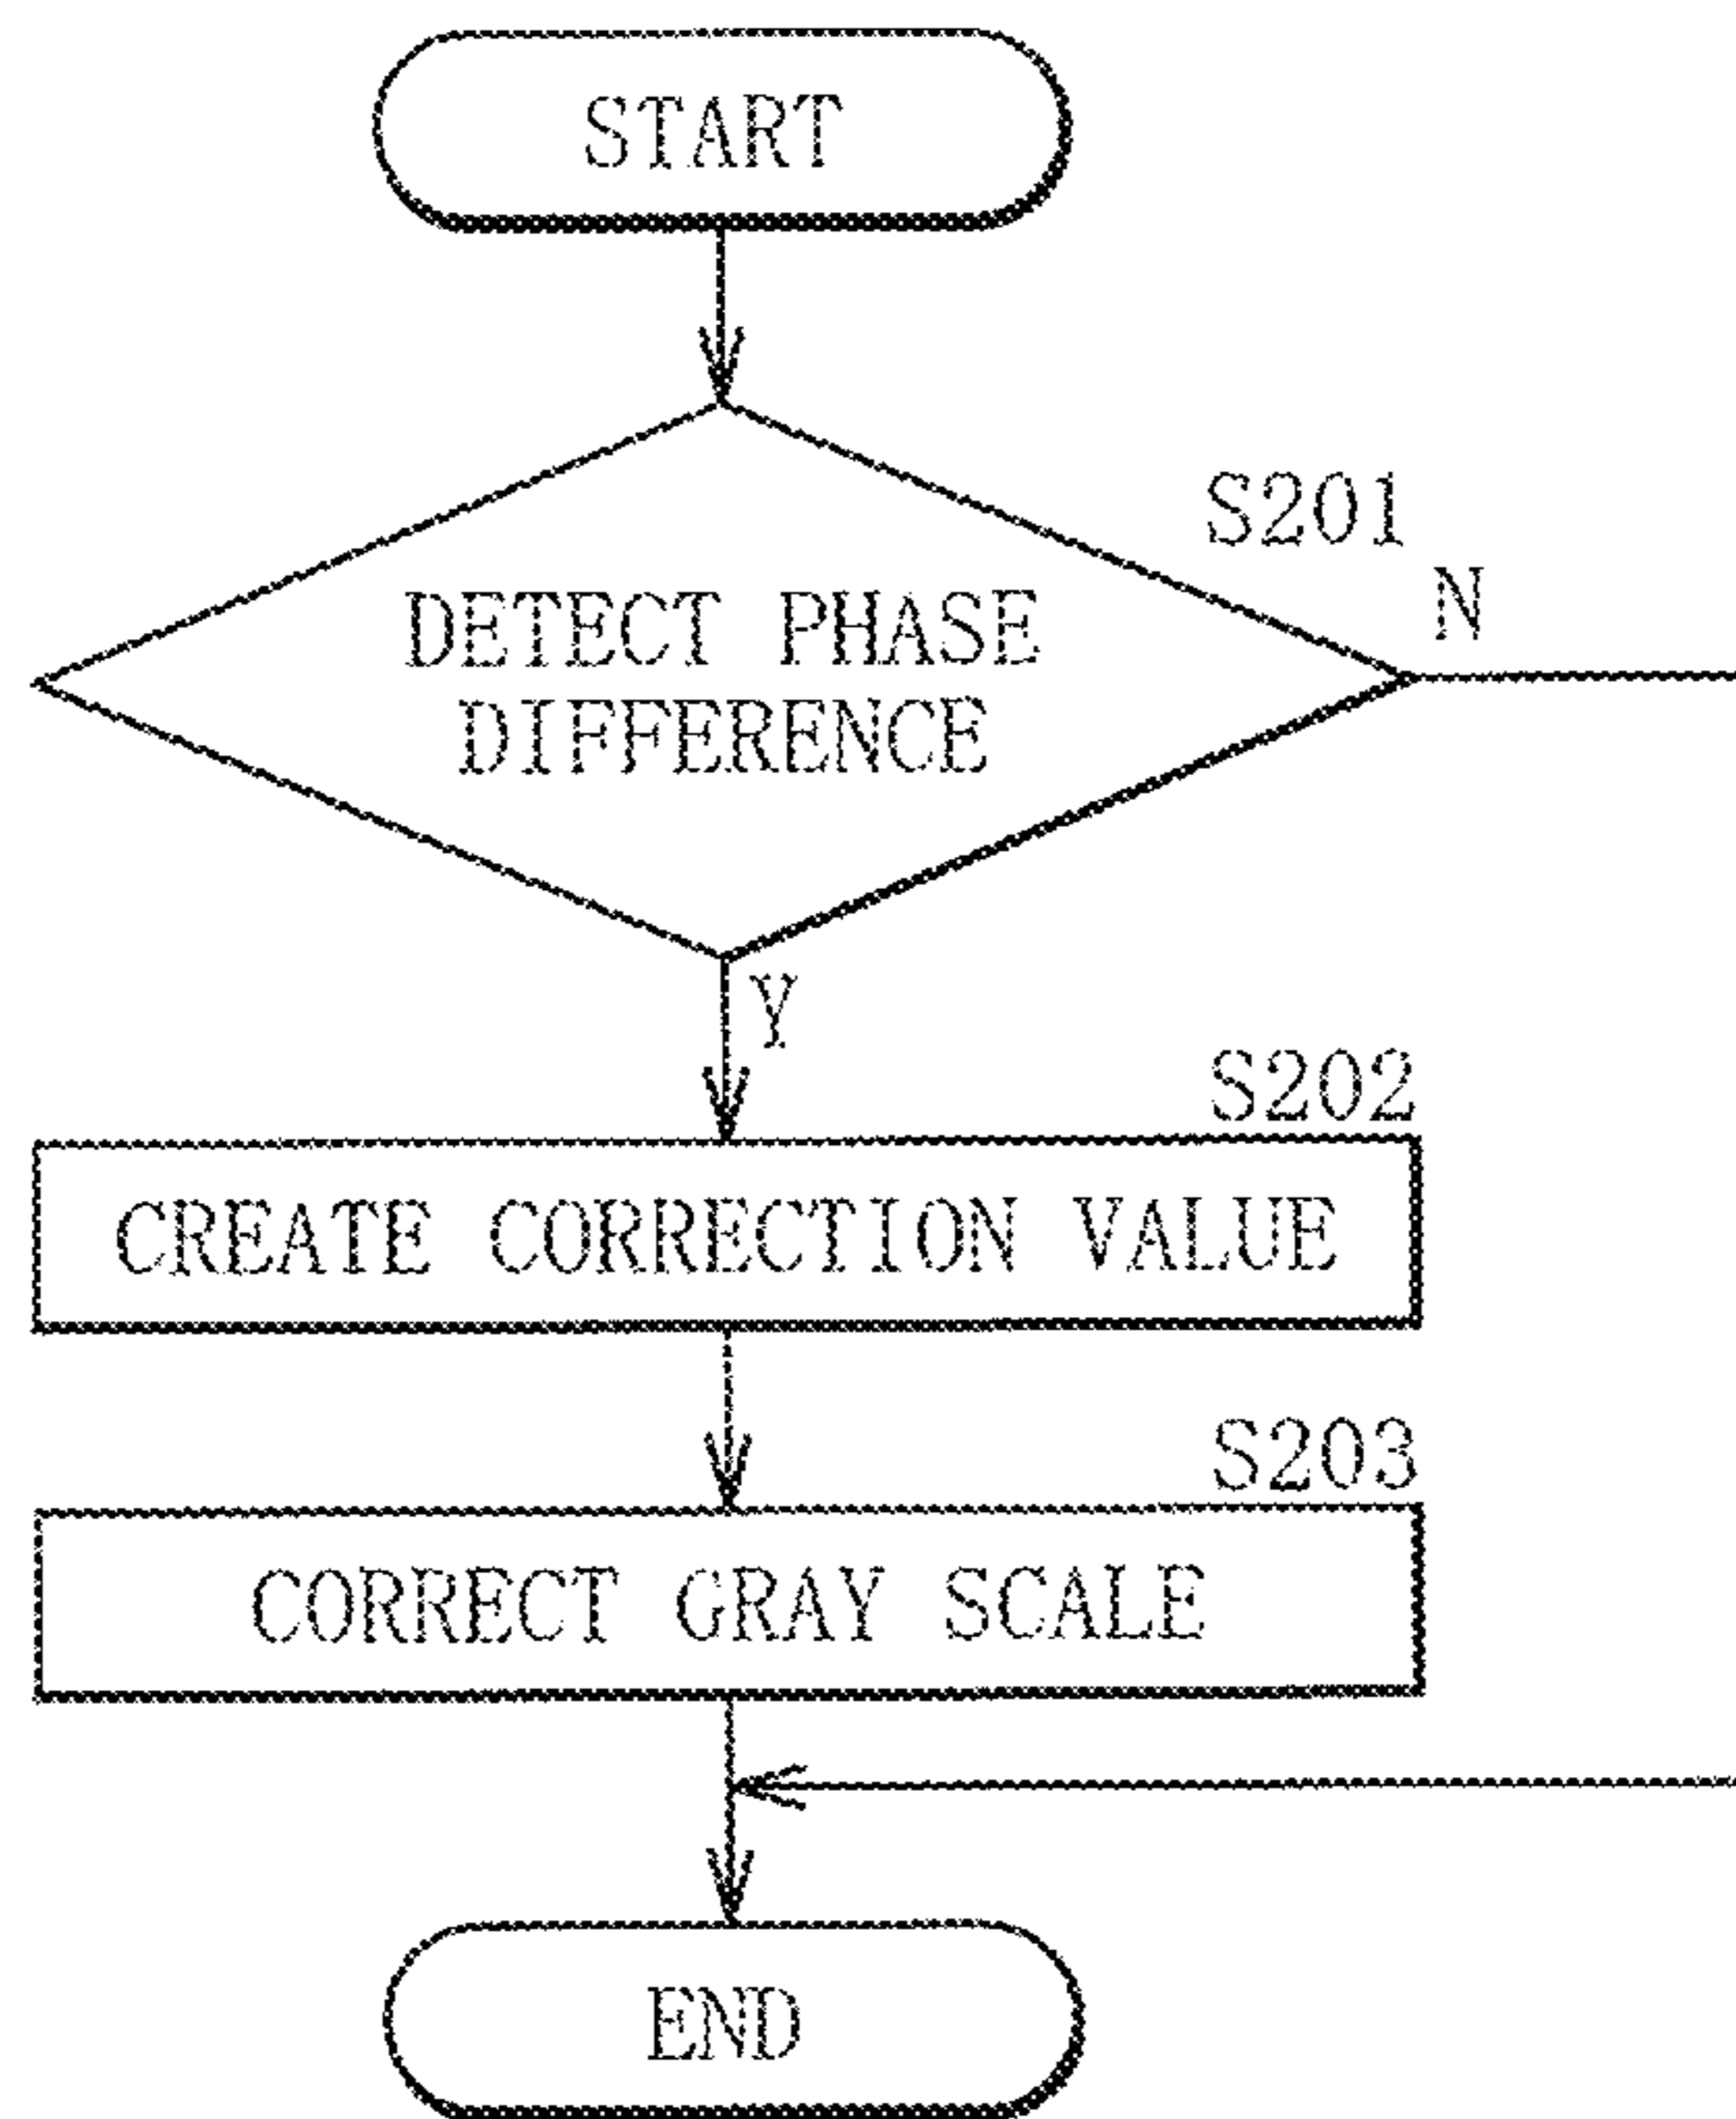 START
S201
N
DETECT PHASE
DIFFERENCE
Y
S202
CREATE CORRECTION VALUE
S203
CORRECT GRAY SCALE
END